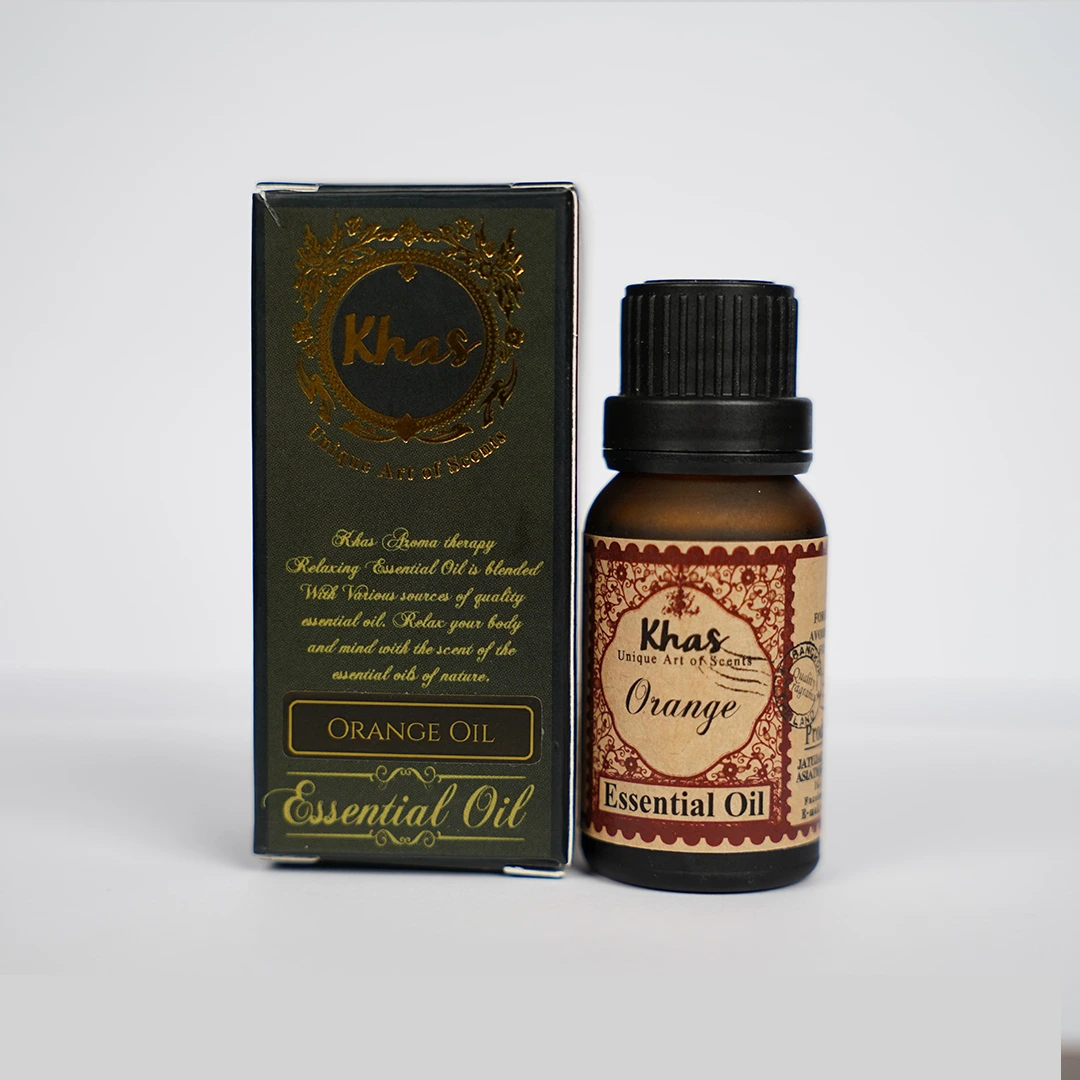 Khas
Unique Art of Scents
Khas Aroma therapy
Relaxing Essential Oil is blended
With Various sources of quality
essential oil. Relax your body
and mind with the scent of the
essential oils of nature.
ORANGE OIL
Essential Oil
Khas
Unique Art of Scents
Orange
Essential Oil
Quality